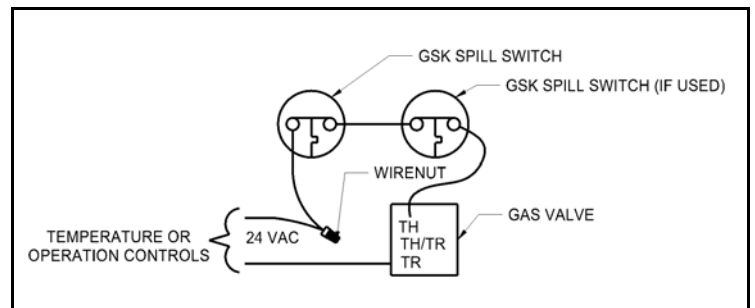 GSK SPILL SWITCH
GSK SPILL SWITCH (IF USED)
WIRENUT
TEMPERATURE OR
OPERATION CONTROLS
24 VAC
TH
TH/TR
TR
GAS VALVE